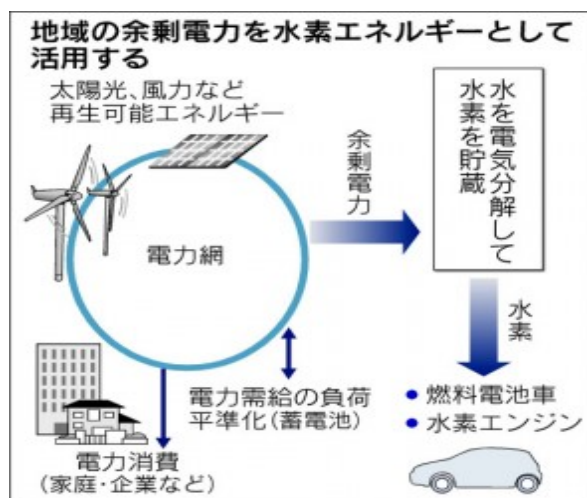 地域の余剰電力を水素エネルギーとして
活用する
太陽光、風力など
再生可能エネルギー
余剰電力
水を電気分解して
水素を貯蔵
電力網
水素
電力需給の負荷
平準化(蓄電池)
電力消費
(家庭・企業など)
● 燃料電池車
● 水素エンジン